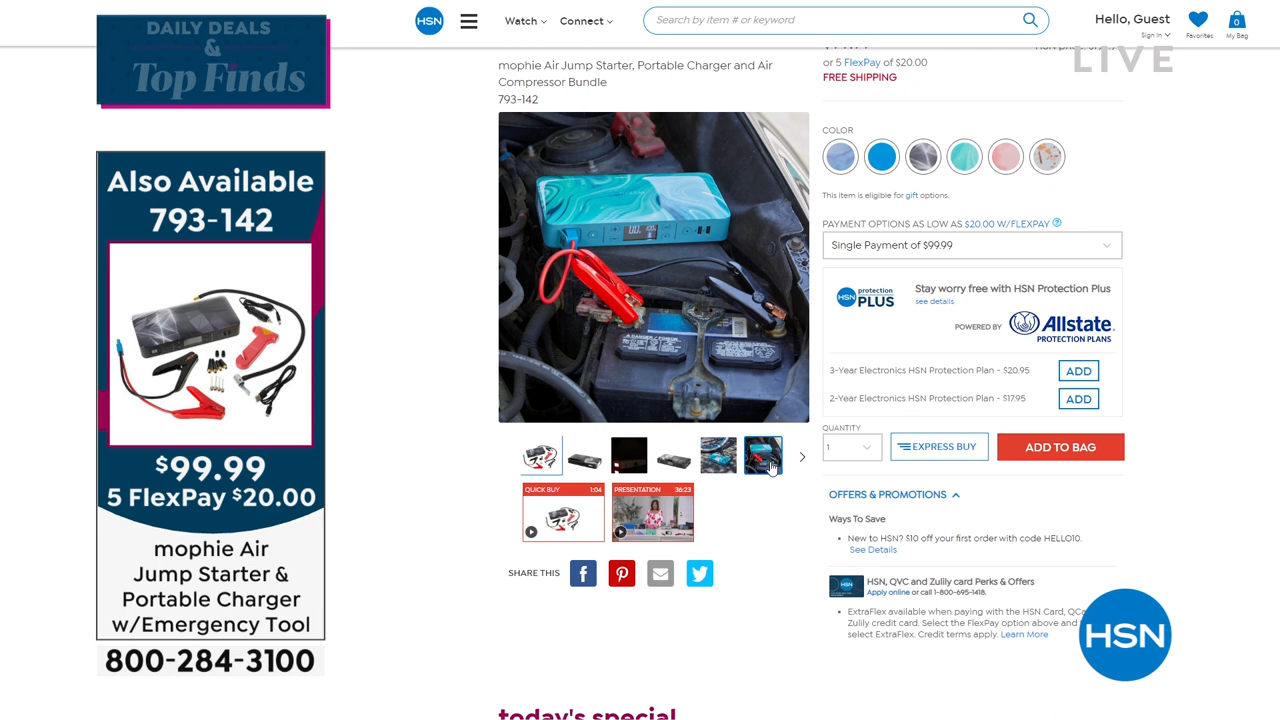 DAILY DEALS
&
Top Finds
Also Available
793-142
$99.99
5 FlexPay $20.00
mophie Air
Jump Starter &
Portable Charger
w/Emergency Tool
800-284-3100
HSN
Watch
Connect
Search by item # or keyword
Hello, Guest
Sign in
Favorites
0
My Bag
LIVE
mophie Air Jump Starter, Portable Charger and Air
Compressor Bundle
793-142
QUICK BUY 1:04
PRESENTATION 36:23
SHARE THIS
or 5 FlexPay of $20.00
FREE SHIPPING
COLOR
This item is eligible for gift options.
PAYMENT OPTIONS AS LOW AS $20.00 W/FLEXPAY
Single Payment of $99.99
HSN protection PLUS
Stay worry free with HSN Protection Plus
see details
POWERED BY Allstate
PROTECTION PLANS
3-Year Electronics HSN Protection Plan - $20.95 ADD
2-Year Electronics HSN Protection Plan - $17.95 ADD
QUANTITY
1
EXPRESS BUY
ADD TO BAG
OFFERS & PROMOTIONS
Ways To Save
New to HSN? $10 off your first order with code HELLO10.
See Details
HSN, QVC and Zulily card Perks & Offers
Apply online or call 1-800-695-1418.
ExtraFlex available when paying with the HSN Card, QCa
Zulily credit card. Select the FlexPay option above and
select ExtraFlex. Credit terms apply. Learn More
HSN
today's special